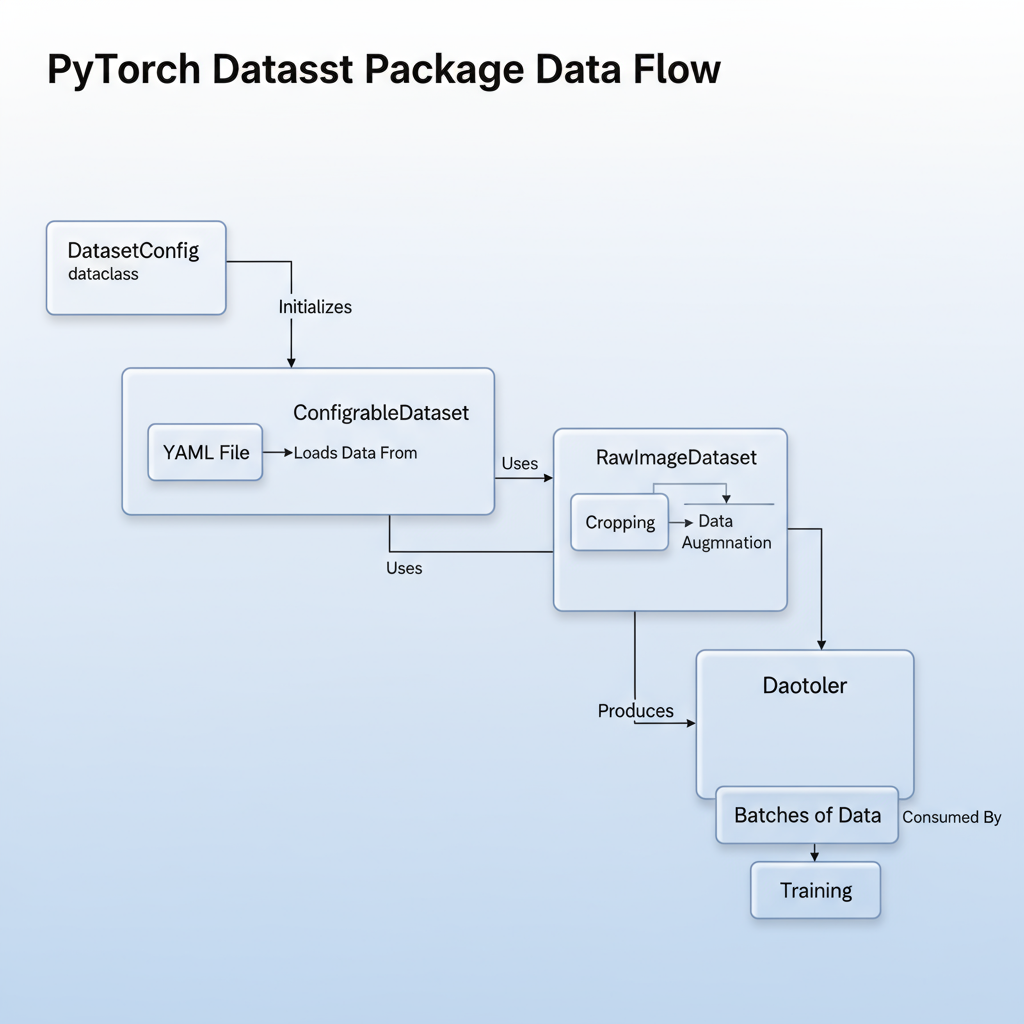 PyTorch Datasst Package Data Flow
DatasetConfig
dataclass
Initializes
ConfigrableDataset
YAML File
Loads Data From
Uses
Uses
RawImageDataset
Cropping
Data
Augmnation
Produces
Daotoler
Batches of Data
Consumed By
Training